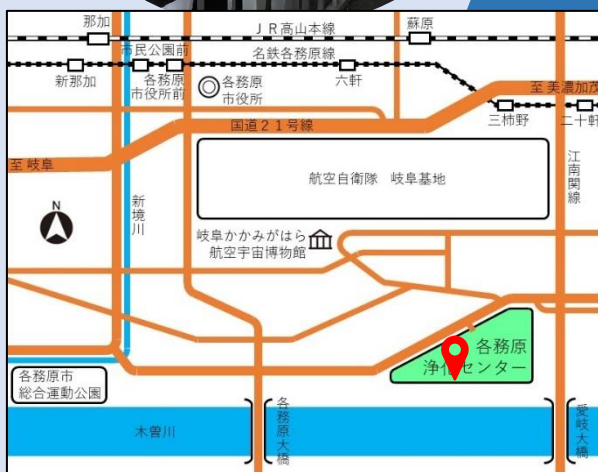 那加
ＪＲ高山本線
蘇原
市民公園前
名鉄各務原線
新那加
各務原
市役所前
各務原
市役所
六軒
至 美濃加茂
三柿野
二十軒
国道２１号線
至 岐阜
航空自衛隊　岐阜基地
江南関線
N
新境川
岐阜かかみがはら
航空宇宙博物館
各務原
浄化センター
各務原市
総合運動公園
木曽川
各務原大橋
愛岐大橋